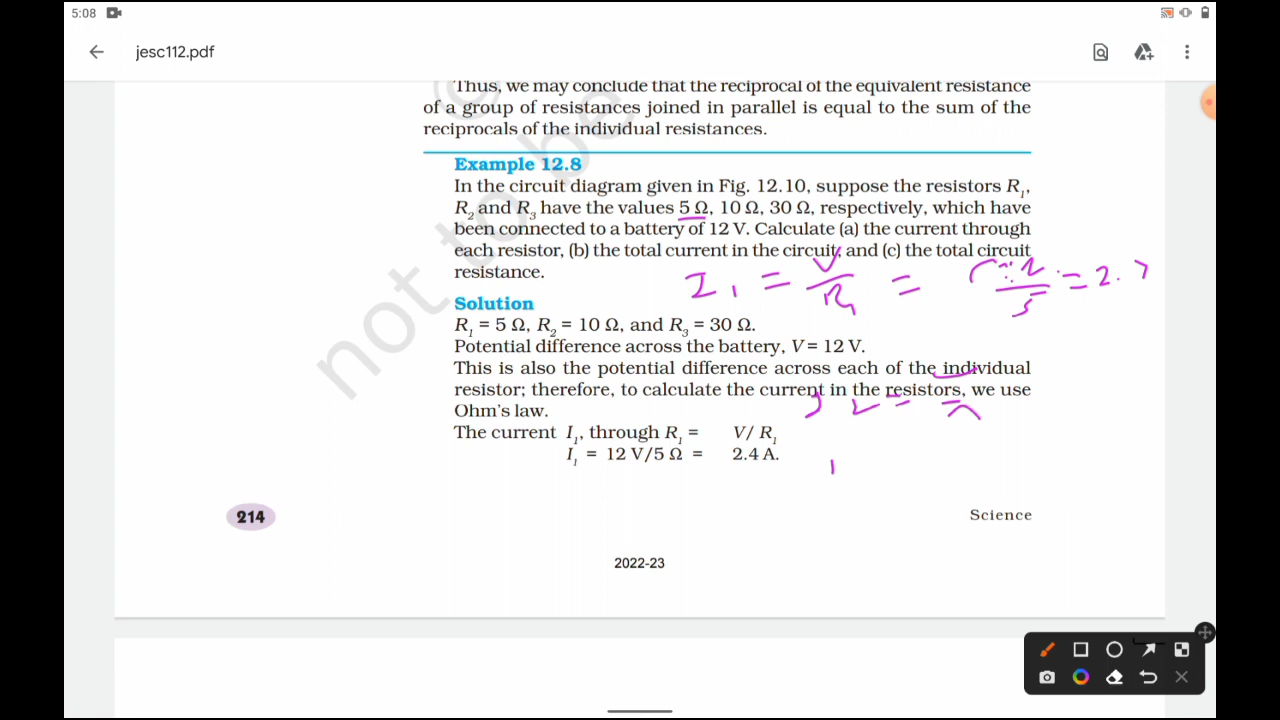 5:08
jesc112.pdf
Thus, we may conclude that the reciprocal of the equivalent resistance
of a group of resistances joined in parallel is equal to the sum of the
reciprocals of the individual resistances.
Example 12.8
In the circuit diagram given in Fig. 12.10, suppose the resistors R₁,
R₂ and R₃ have the values 5 Ω, 10 Ω, 30 Ω, respectively, which have
been connected to a battery of 12 V. Calculate (a) the current through
each resistor, (b) the total current in the circuit, and (c) the total circuit
resistance.
I₁ = V/R₁ =
Solution
R₁ = 5 Ω, R₂ = 10 Ω, and R₃ = 30 Ω.
Potential difference across the battery, V = 12 V.
This is also the potential difference across each of the individual
resistor; therefore, to calculate the current in the resistors, we use
Ohm's law.
The current I₁, through R₁ = V/ R₁
I₁ = 12 V/5 Ω = 2.4 A.
214
Science
2022-23
not to be